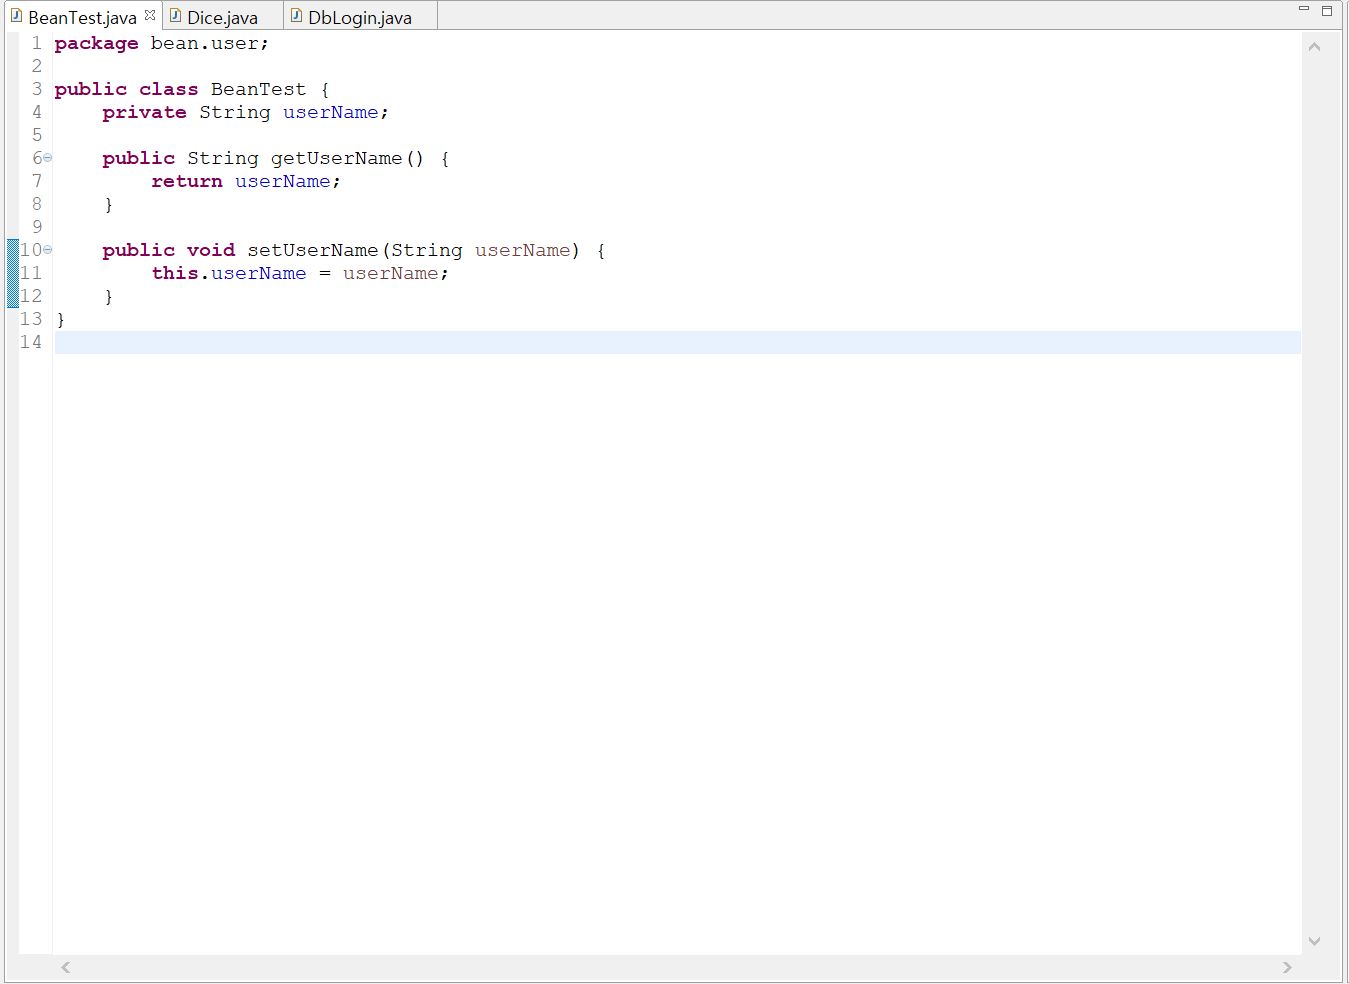 BeanTest.java Dice.java DbLogin.java
1 package bean.user;
2
3 public class BeanTest {
4     private String userName;
5
6     public String getUserName() {
7         return userName;
8     }
9
10     public void setUserName(String userName) {
11         this.userName = userName;
12     }
13 }
14